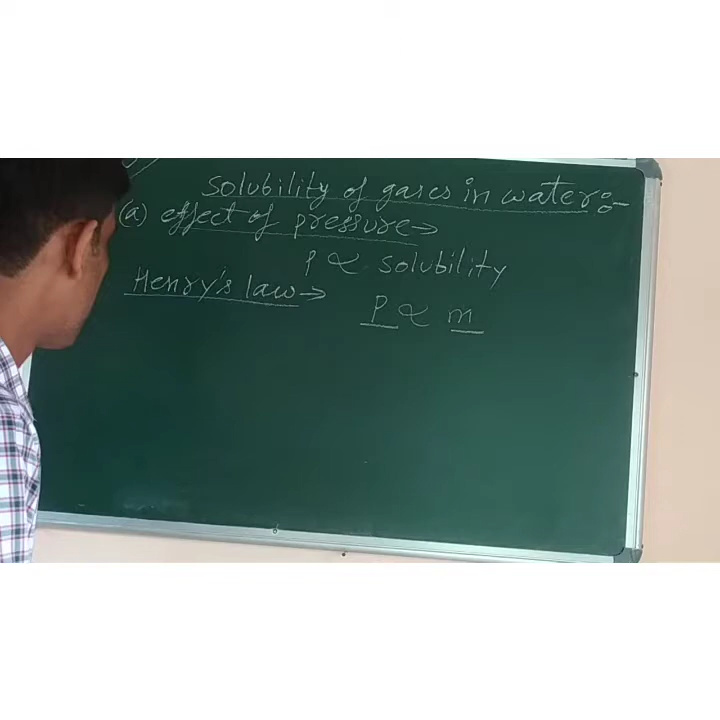 Solubility of gases in water:-
(a) effect of pressure→
P ∝ solubility
Henry's law→
P ∝ m